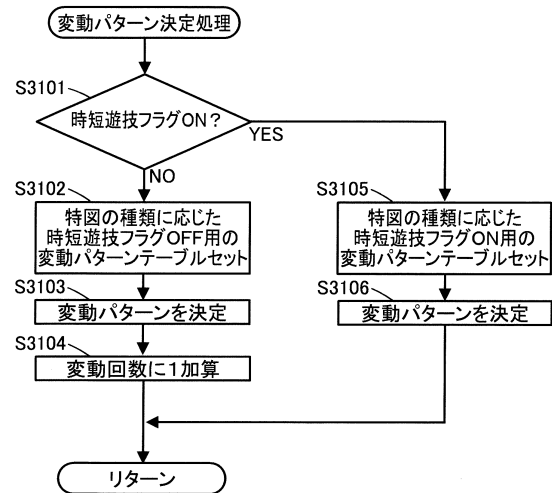 変動パターン決定処理
S3101
時短遊技フラグON？
YES
NO
S3102
特図の種類に応じた
時短遊技フラグOFF用の
変動パターンテーブルセット
S3103
変動パターンを決定
S3104
変動回数に1加算
S3105
特図の種類に応じた
時短遊技フラグON用の
変動パターンテーブルセット
S3106
変動パターンを決定
リターン